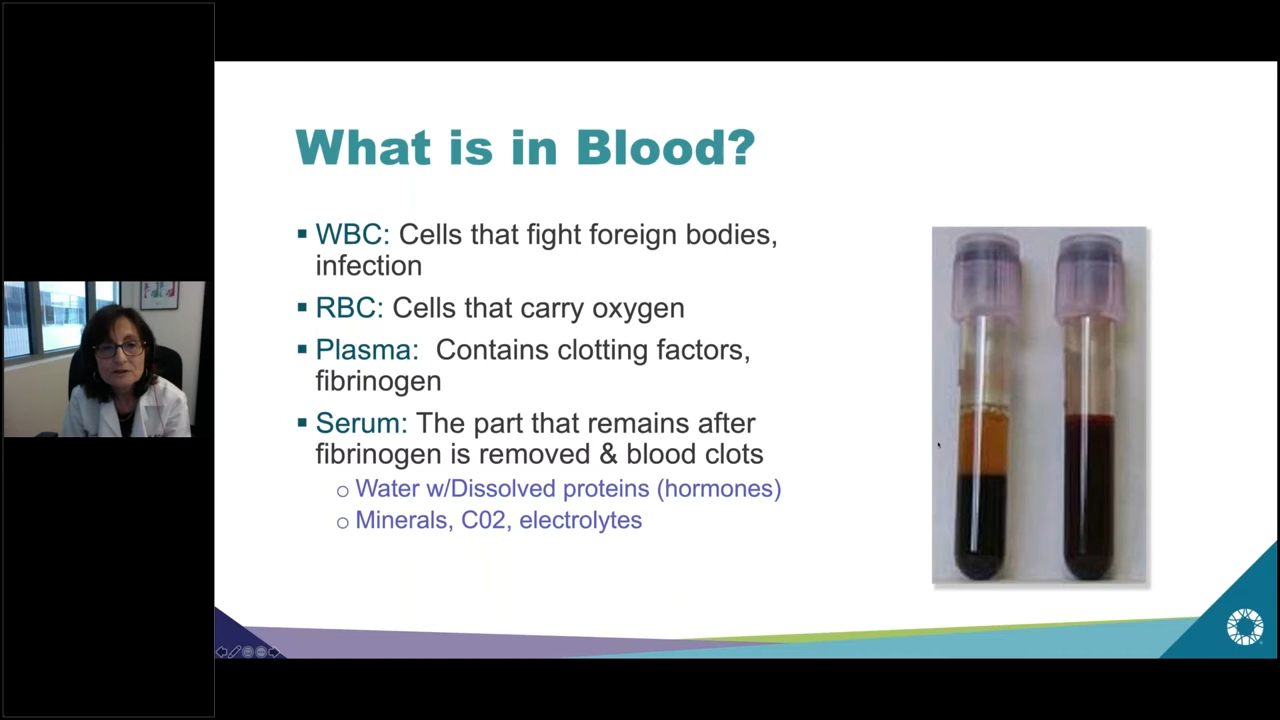 What is in Blood?
WBC: Cells that fight foreign bodies,
infection
RBC: Cells that carry oxygen
Plasma: Contains clotting factors,
fibrinogen
Serum: The part that remains after
fibrinogen is removed & blood clots
Water w/Dissolved proteins (hormones)
Minerals, C02, electrolytes